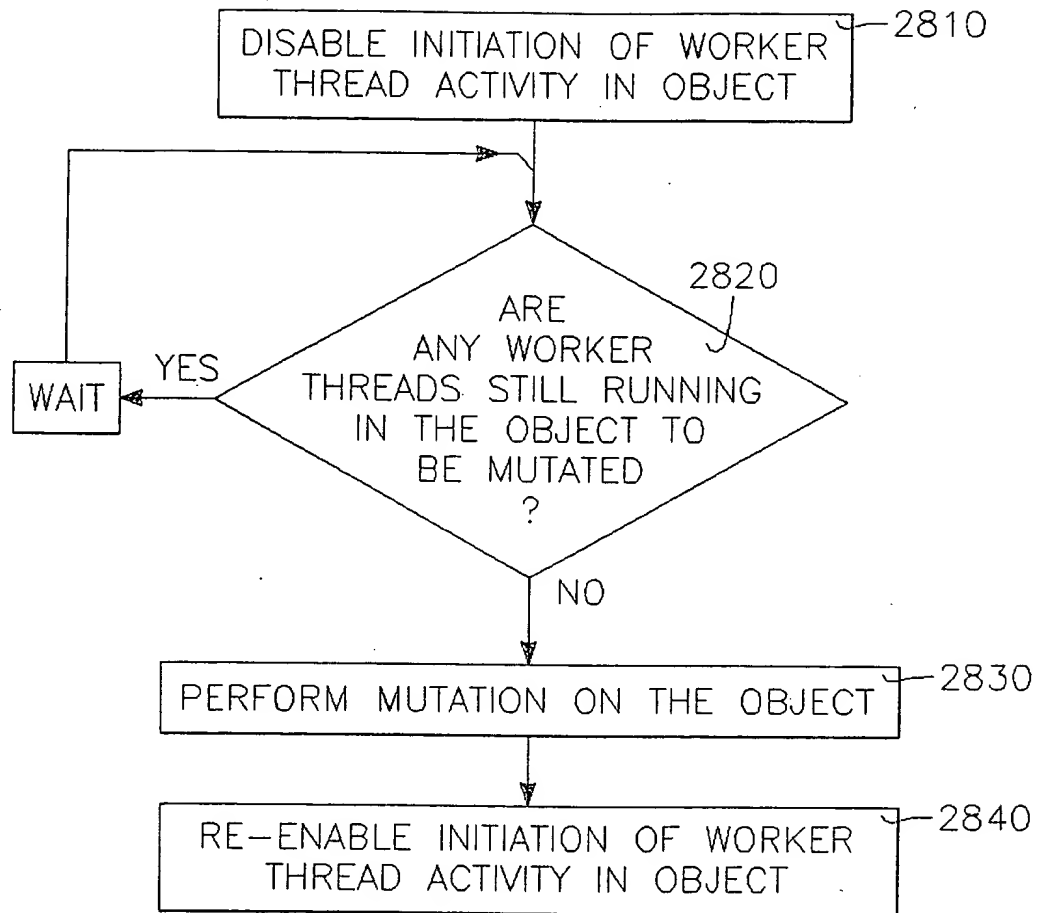 DISABLE INITIATION OF WORKER
THREAD ACTIVITY IN OBJECT
2810
2820
ARE
ANY WORKER
THREADS STILL RUNNING
IN THE OBJECT TO
BE MUTATED
?
YES
WAIT
NO
PERFORM MUTATION ON THE OBJECT
2830
RE-ENABLE INITIATION OF WORKER
THREAD ACTIVITY IN OBJECT
2840